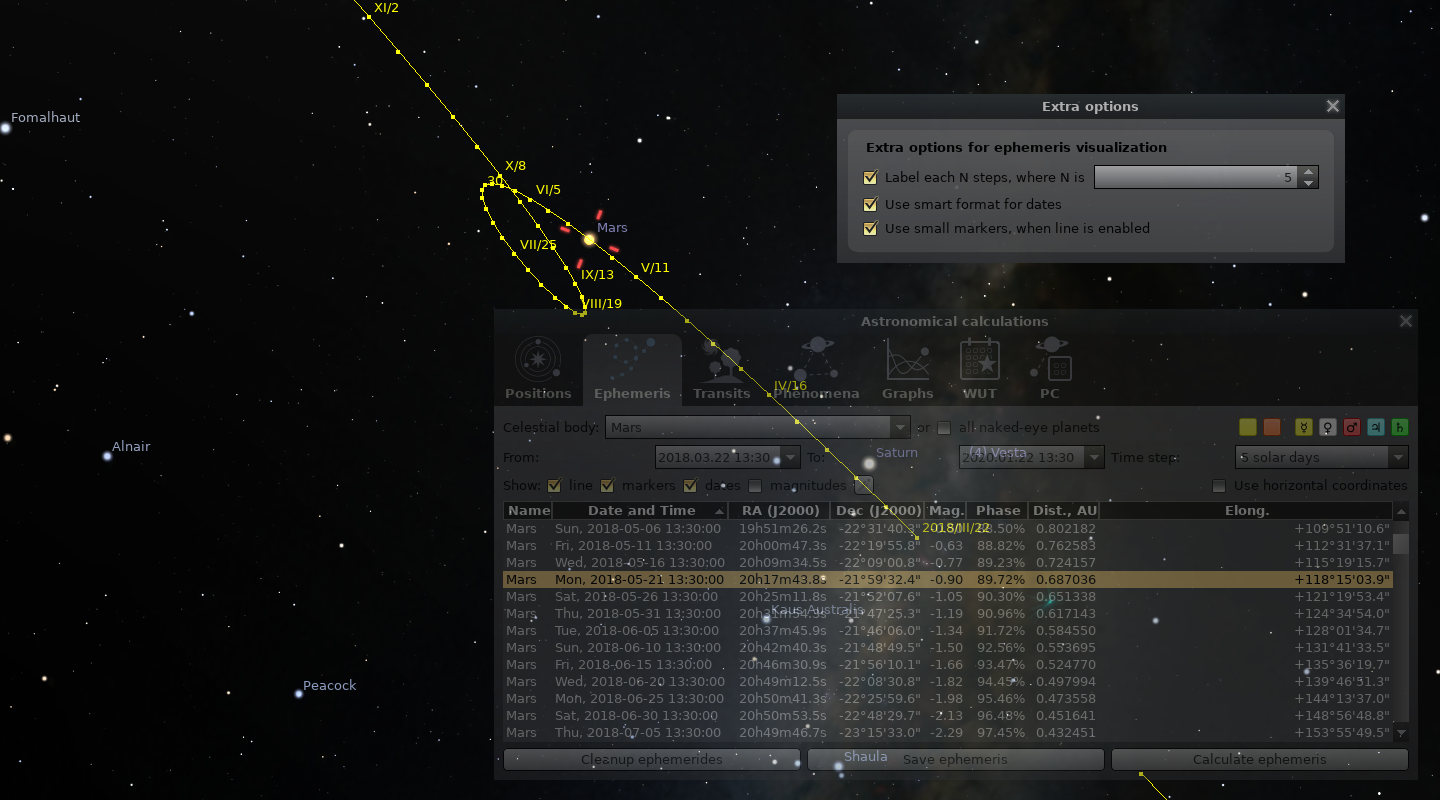 XI/2
Fomalhaut
X/8
30
VI/5
Mars
VII/25
IX/13
V/11
VIII/19
Alnair
Peacock
Extra options
Extra options for ephemeris visualization
Label each N steps, where N is 5
Use smart format for dates
Use small markers, when line is enabled
Astronomical calculations
Positions Ephemeris Transits Phenomena Graphs WUT PC
IV/16
Celestial body: Mars or all naked-eye planets
Saturn
(4) Vesta
From: 2018.03.22 13:30 To: 2020.01.22 13:30 Time step: 5 solar days
Show: line markers dates magnitudes Use horizontal coordinates
Name Date and Time RA (J2000) Dec (J2000) Mag. Phase Dist., AU Elong.
2018/III/22
Mars Sun, 2018-05-06 13:30:00 19h51m26.2s -22°31'40.3" 88.50% 0.802182 +109°51'10.6"
Mars Fri, 2018-05-11 13:30:00 20h00m47.3s -22°19'55.8" -0.63 88.82% 0.762583 +112°31'37.1"
Mars Wed, 2018-05-16 13:30:00 20h09m34.5s -22°09'00.8" -0.77 89.23% 0.724157 +115°19'15.7"
Mars Mon, 2018-05-21 13:30:00 20h17m43.8s -21°59'32.4" -0.90 89.72% 0.687036 +118°15'03.9"
Mars Sat, 2018-05-26 13:30:00 20h25m11.8s -21°52'07.6" -1.05 90.30% 0.651338 +121°19'53.4"
Kaus Australis
Mars Thu, 2018-05-31 13:30:00 -21°47'25.3" -1.19 90.96% 0.617143 +124°34'54.0"
Mars Tue, 2018-06-05 13:30:00 20h37m45.9s -21°46'06.0" -1.34 91.72% 0.584550 +128°01'34.7"
Mars Sun, 2018-06-10 13:30:00 20h42m40.3s -21°48'49.5" -1.50 92.56% 0.553695 +131°41'33.5"
Mars Fri, 2018-06-15 13:30:00 20h46m30.9s -21°56'10.1" -1.66 93.47% 0.524770 +135°36'19.7"
Mars Wed, 2018-06-20 13:30:00 20h49m12.5s -22°08'30.8" -1.82 94.45% 0.497994 +139°46'51.3"
Mars Mon, 2018-06-25 13:30:00 20h50m41.3s -22°25'59.6" -1.98 95.46% 0.473558 +144°13'37.0"
Mars Sat, 2018-06-30 13:30:00 20h50m53.5s -22°48'29.7" -2.13 96.48% 0.451641 +148°56'48.8"
Mars Thu, 2018-07-05 13:30:00 20h49m46.7s -23°15'33.0" -2.29 97.45% 0.432451 +153°55'49.5"
Shaula
Cleanup ephemerides Save ephemeris Calculate ephemeris